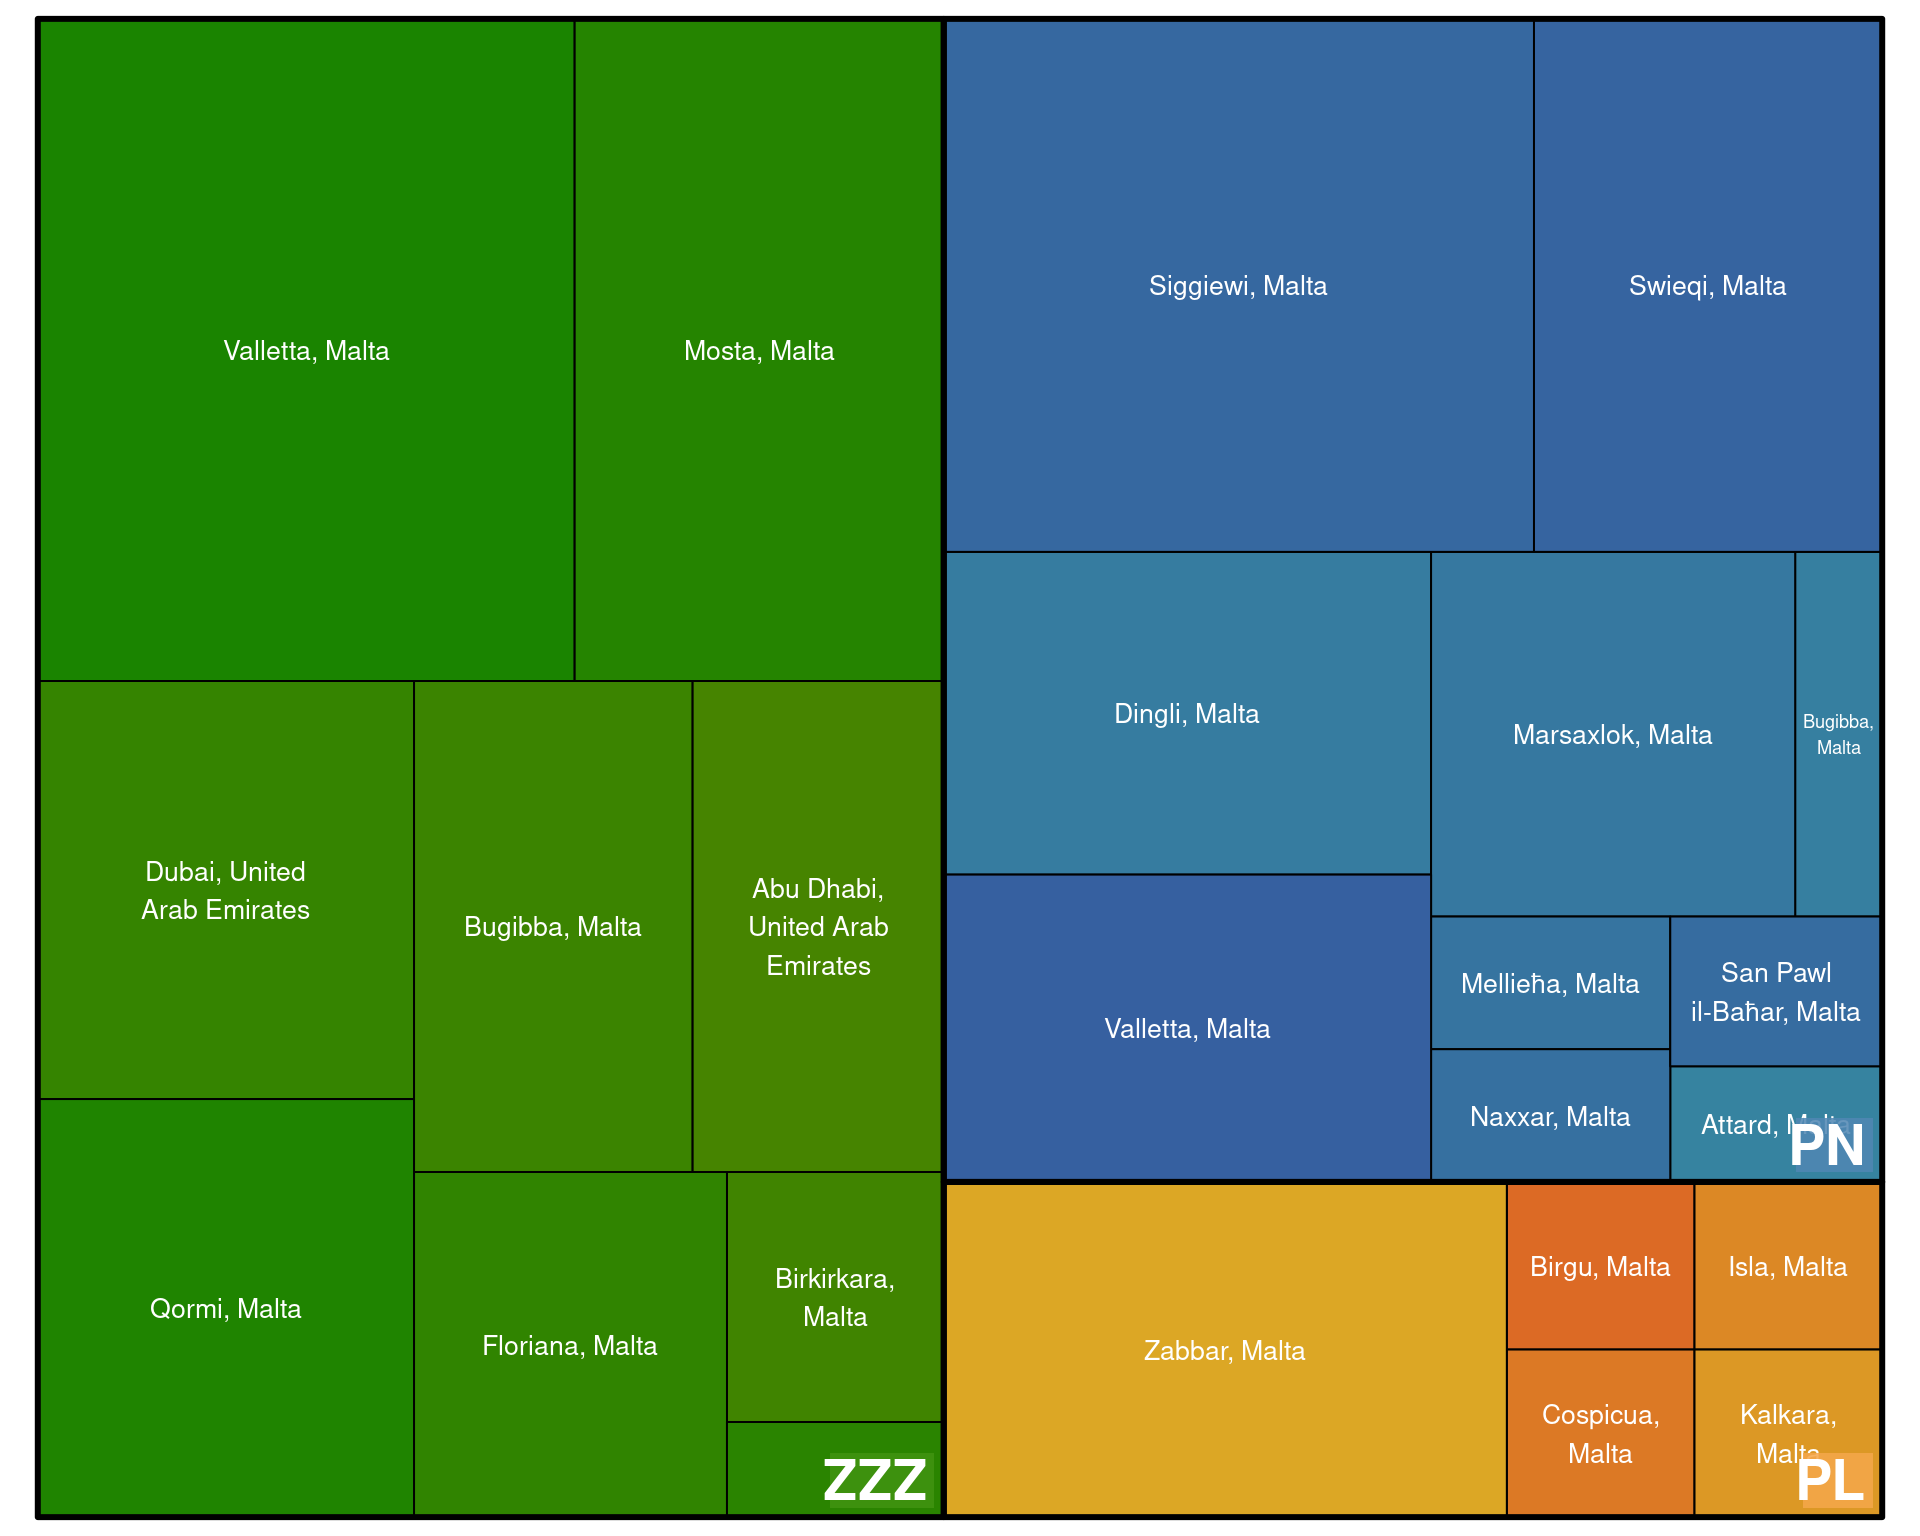 Valletta, Malta
Mosta, Malta
Dubai, United
Arab Emirates
Bugibba, Malta
Abu Dhabi,
United Arab
Emirates
Qormi, Malta
Floriana, Malta
Birkirkara,
Malta
ZZZ
Siggiewi, Malta
Swieqi, Malta
Dingli, Malta
Marsaxlok, Malta
Bugibba,
Malta
Valletta, Malta
Mellieħa, Malta
San Pawl
il-Baħar, Malta
Naxxar, Malta
Attard, Malta
PN
Zabbar, Malta
Birgu, Malta
Isla, Malta
Cospicua,
Malta
Kalkara,
Malta
PL